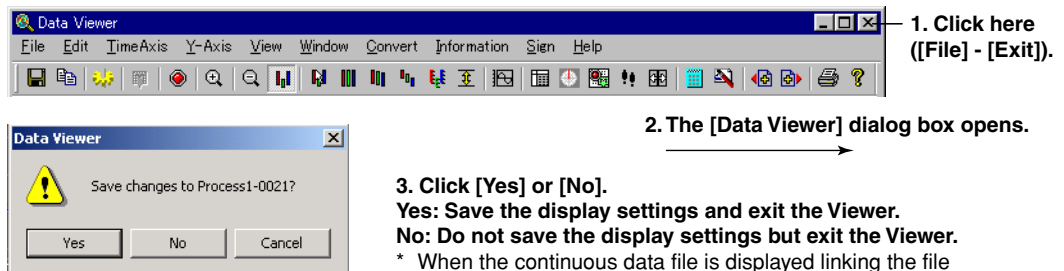 Data Viewer
File Edit TimeAxis Y-Axis View Window Convert Information Sign Help
1. Click here
([File] - [Exit]).
2. The [Data Viewer] dialog box opens.
Data Viewer
Save changes to Process1-0021?
Yes No Cancel
3. Click [Yes] or [No].
Yes: Save the display settings and exit the Viewer.
No: Do not save the display settings but exit the Viewer.
* When the continuous data file is displayed linking the file